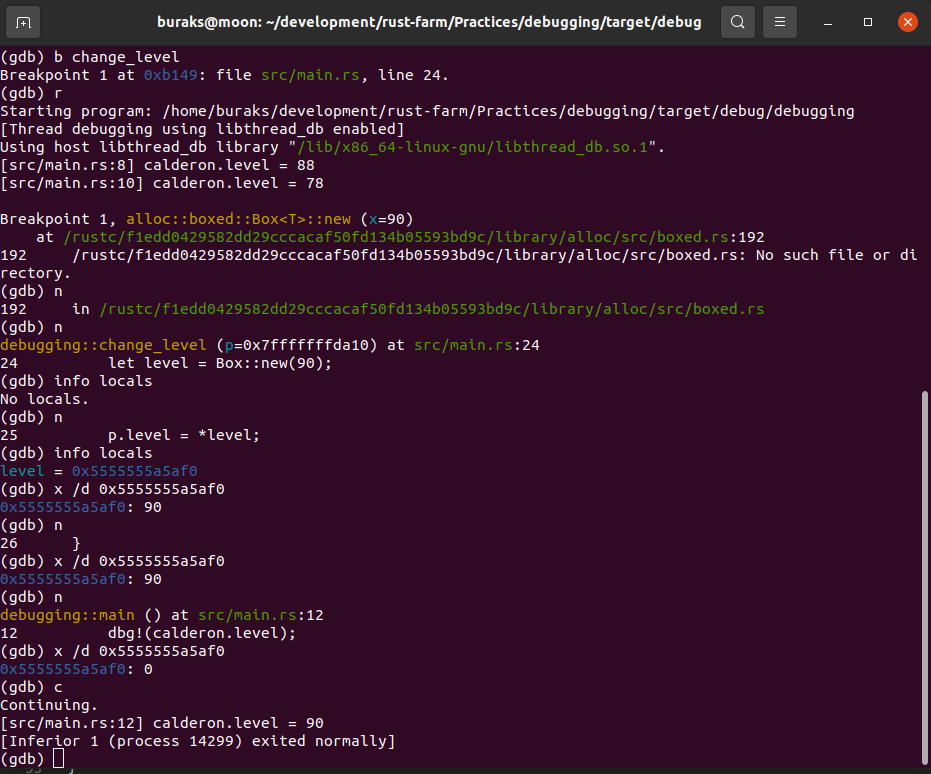 buraks@moon: ~/development/rust-farm/Practices/debugging/target/debug
(gdb) b change_level
Breakpoint 1 at 0xb149: file src/main.rs, line 24.
(gdb) r
Starting program: /home/buraks/development/rust-farm/Practices/debugging/target/debug/debugging
[Thread debugging using libthread_db enabled]
Using host libthread_db library "/lib/x86_64-linux-gnu/libthread_db.so.1".
[src/main.rs:8] calderon.level = 88
[src/main.rs:10] calderon.level = 78
Breakpoint 1, alloc::boxed::Box<T>::new (x=90)
    at /rustc/f1edd0429582dd29cccacaf50fd134b05593bd9c/library/alloc/src/boxed.rs:192
192     /rustc/f1edd0429582dd29cccacaf50fd134b05593bd9c/library/alloc/src/boxed.rs: No such file or di
rectory.
(gdb) n
192     in /rustc/f1edd0429582dd29cccacaf50fd134b05593bd9c/library/alloc/src/boxed.rs
(gdb) n
debugging::change_level (p=0x7fffffffda10) at src/main.rs:24
24          let level = Box::new(90);
(gdb) info locals
No locals.
(gdb) n
25          p.level = *level;
(gdb) info locals
level = 0x5555555a5af0
(gdb) x /d 0x5555555a5af0
0x5555555a5af0: 90
(gdb) n
26      }
(gdb) x /d 0x5555555a5af0
0x5555555a5af0: 90
(gdb) n
debugging::main () at src/main.rs:12
12          dbg!(calderon.level);
(gdb) x /d 0x5555555a5af0
0x5555555a5af0: 0
(gdb) c
Continuing.
[src/main.rs:12] calderon.level = 90
[Inferior 1 (process 14299) exited normally]
(gdb)